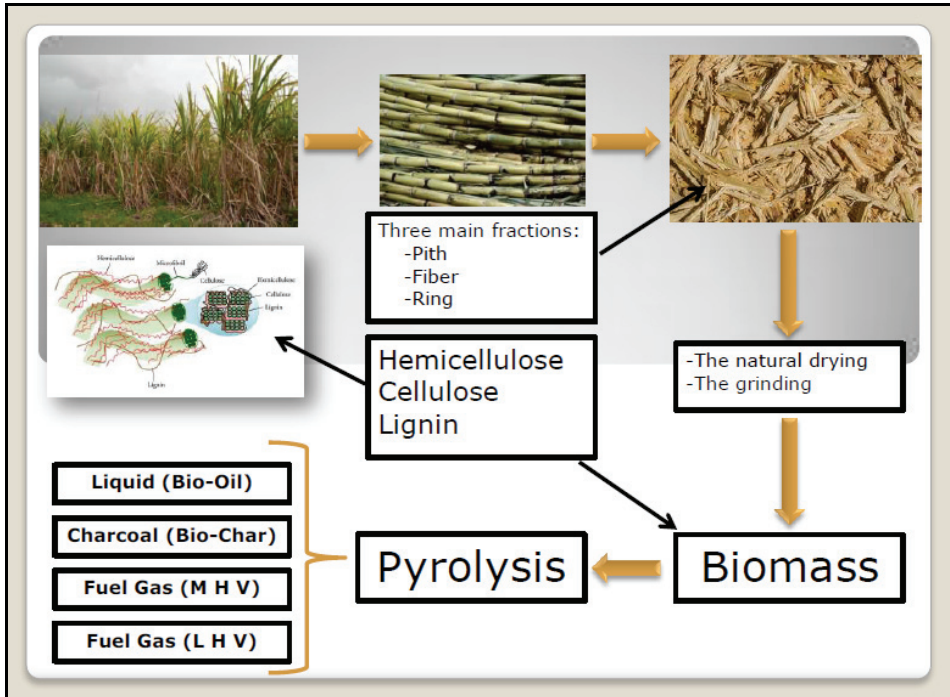 Three main fractions:
-Pith
-Fiber
-Ring
Hemicellulose
Microfibril
Cellulose
Hemicellulose
Cellulose
Lignin
Lignin
Hemicellulose
Cellulose
Lignin
-The natural drying
-The grinding
Liquid (Bio-Oil)
Charcoal (Bio-Char)
Fuel Gas (M H V)
Fuel Gas (L H V)
Pyrolysis
Biomass